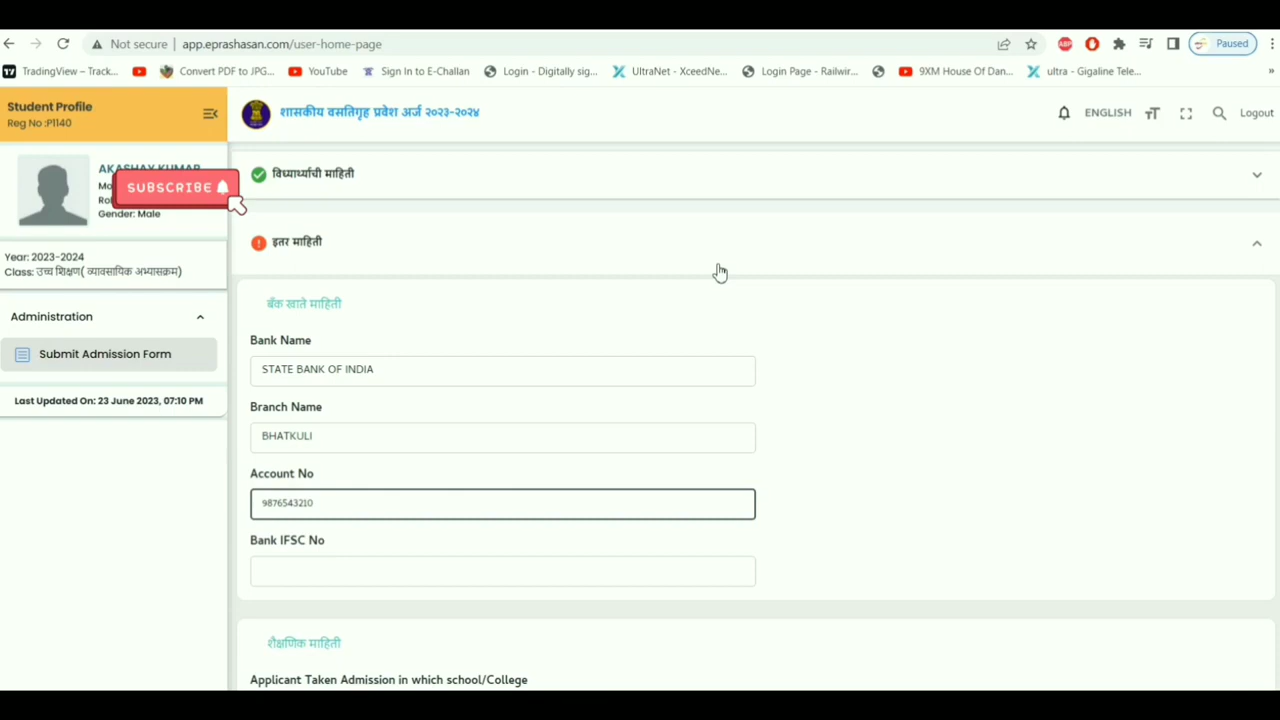 Not secure | app.eprashasan.com/user-home-page
Paused
TradingView – Track... Convert PDF to JPG... YouTube Sign In to E-Challan Login - Digitally sig... UltraNet - XceedNe... Login Page - Railwir... 9XM House Of Dan... ultra - Gigaline Tele... »
Student Profile
Reg No :P1140
शासकीय वसतिगृह प्रवेश अर्ज २०२३-२०२४
ENGLISH
Logout
AKASHAY KUMAR
Mo
SUBSCRIBE
Ro
Gender: Male
Year: 2023-2024
Class: उच्च शिक्षण( व्यावसायिक अभ्यासक्रम)
Administration
Submit Admission Form
Last Updated On: 23 June 2023, 07:10 PM
विध्यार्थ्याची माहिती
इतर माहिती
बँक खाते माहिती
Bank Name
STATE BANK OF INDIA
Branch Name
BHATKULI
Account No
9876543210
Bank IFSC No
शैक्षणिक माहिती
Applicant Taken Admission in which school/College